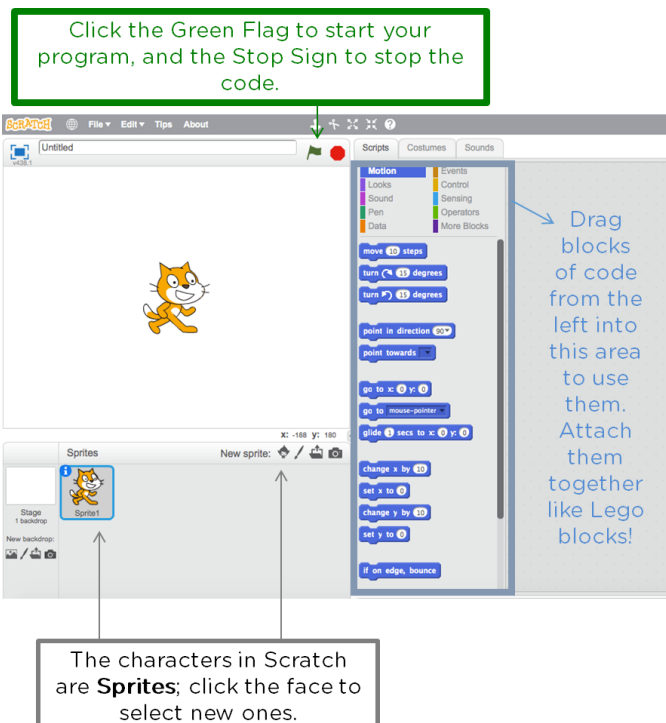 Click the Green Flag to start your
program, and the Stop Sign to stop the
code.
SCRATCH File Edit Tips About
v438.1
Untitled
Scripts Costumes Sounds
Motion Events
Looks Control
Sound Sensing
Pen Operators
Data More Blocks
move 10 steps
turn 15 degrees
turn 15 degrees
point in direction 90
point towards
go to x: 0 y: 0
go to mouse-pointer
glide 1 secs to x: 0 y: 0
change x by 10
set x to 0
change y by 10
set y to 0
if on edge, bounce
Drag
blocks
of code
from the
left into
this area
to use
them.
Attach
them
together
like Lego
blocks!
X: -188 Y: 180
Sprites New sprite:
Stage
1 backdrop
New backdrop:
Sprite1
The characters in Scratch
are Sprites; click the face to
select new ones.